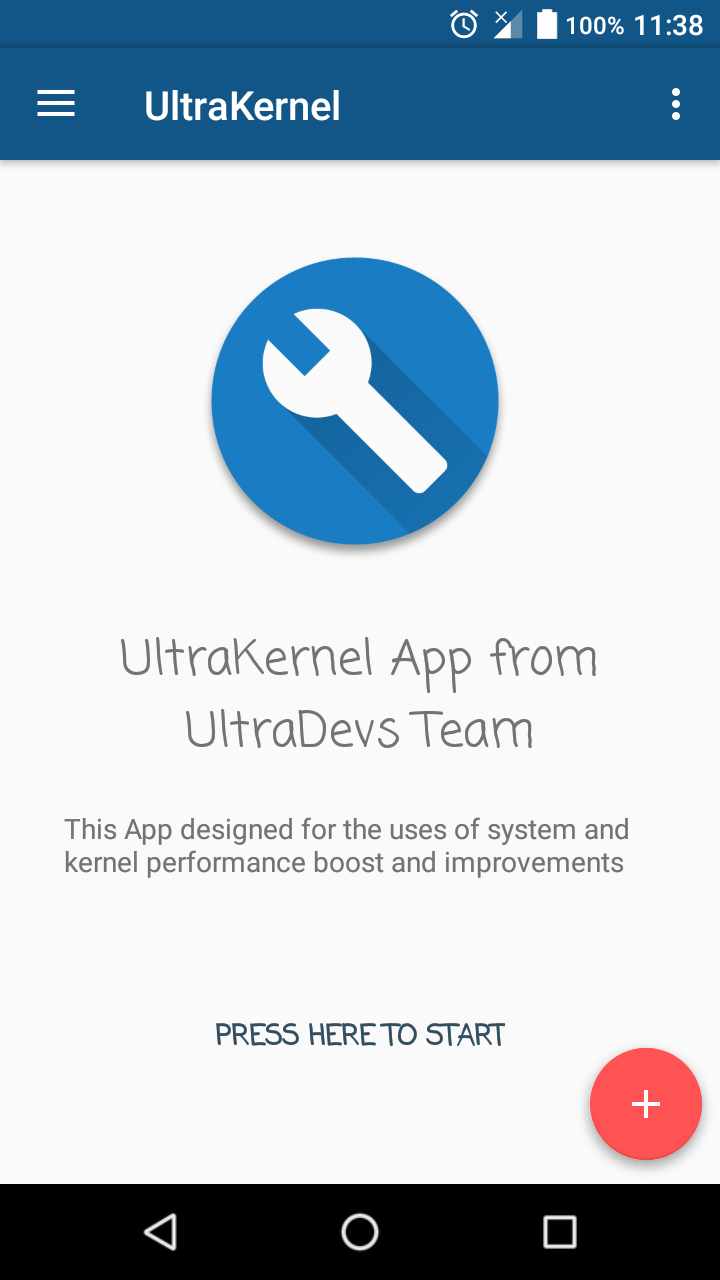 100% 11:38
UltraKernel
UltraKernel App from
UltraDevs Team
This App designed for the uses of system and
kernel performance boost and improvements
PRESS HERE TO START